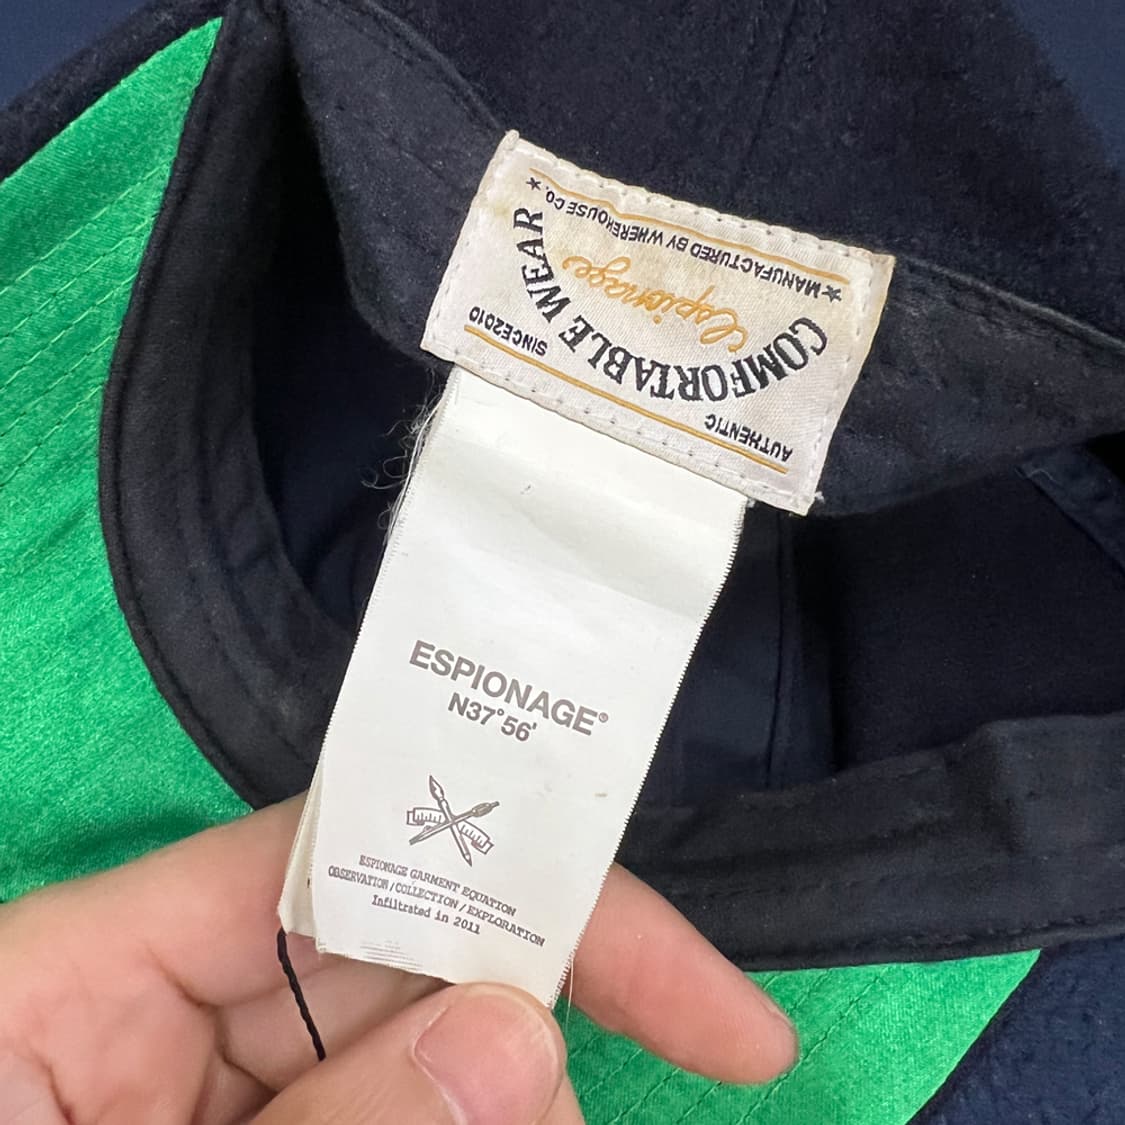 AUTHENTIC
SINCE2010
COMFORTABLE WEAR
Espionage
★MANUFACTURED BY WHEREHOUSE CO.★
ESPIONAGE®
N37°56'
ESPIONAGE GARMENT EQUATION
OBSERVATION/COLLECTION/EXPLORATION
Infiltrated in 2011